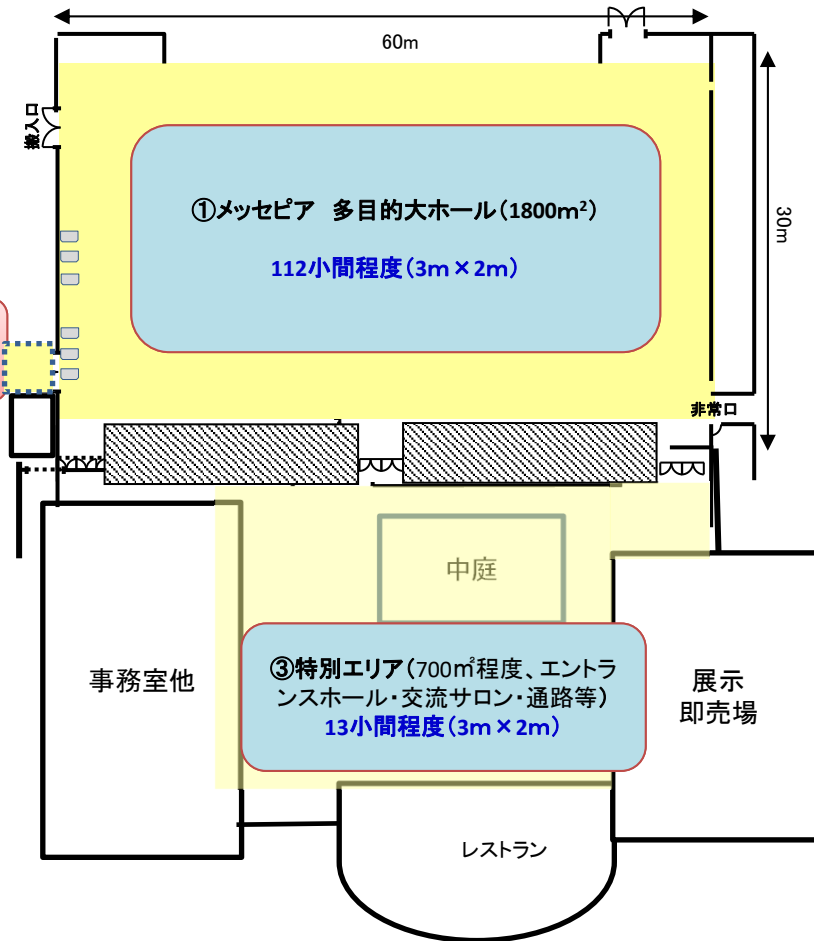 60m
搬入口
①メッセピア 多目的大ホール(1800m²)
112小間程度(3m×2m)
30m
非常口
中庭
事務室他
③特別エリア(700㎡程度、エントラ
ンスホール・交流サロン・通路等)
13小間程度(3m×2m)
展示
即売場
レストラン